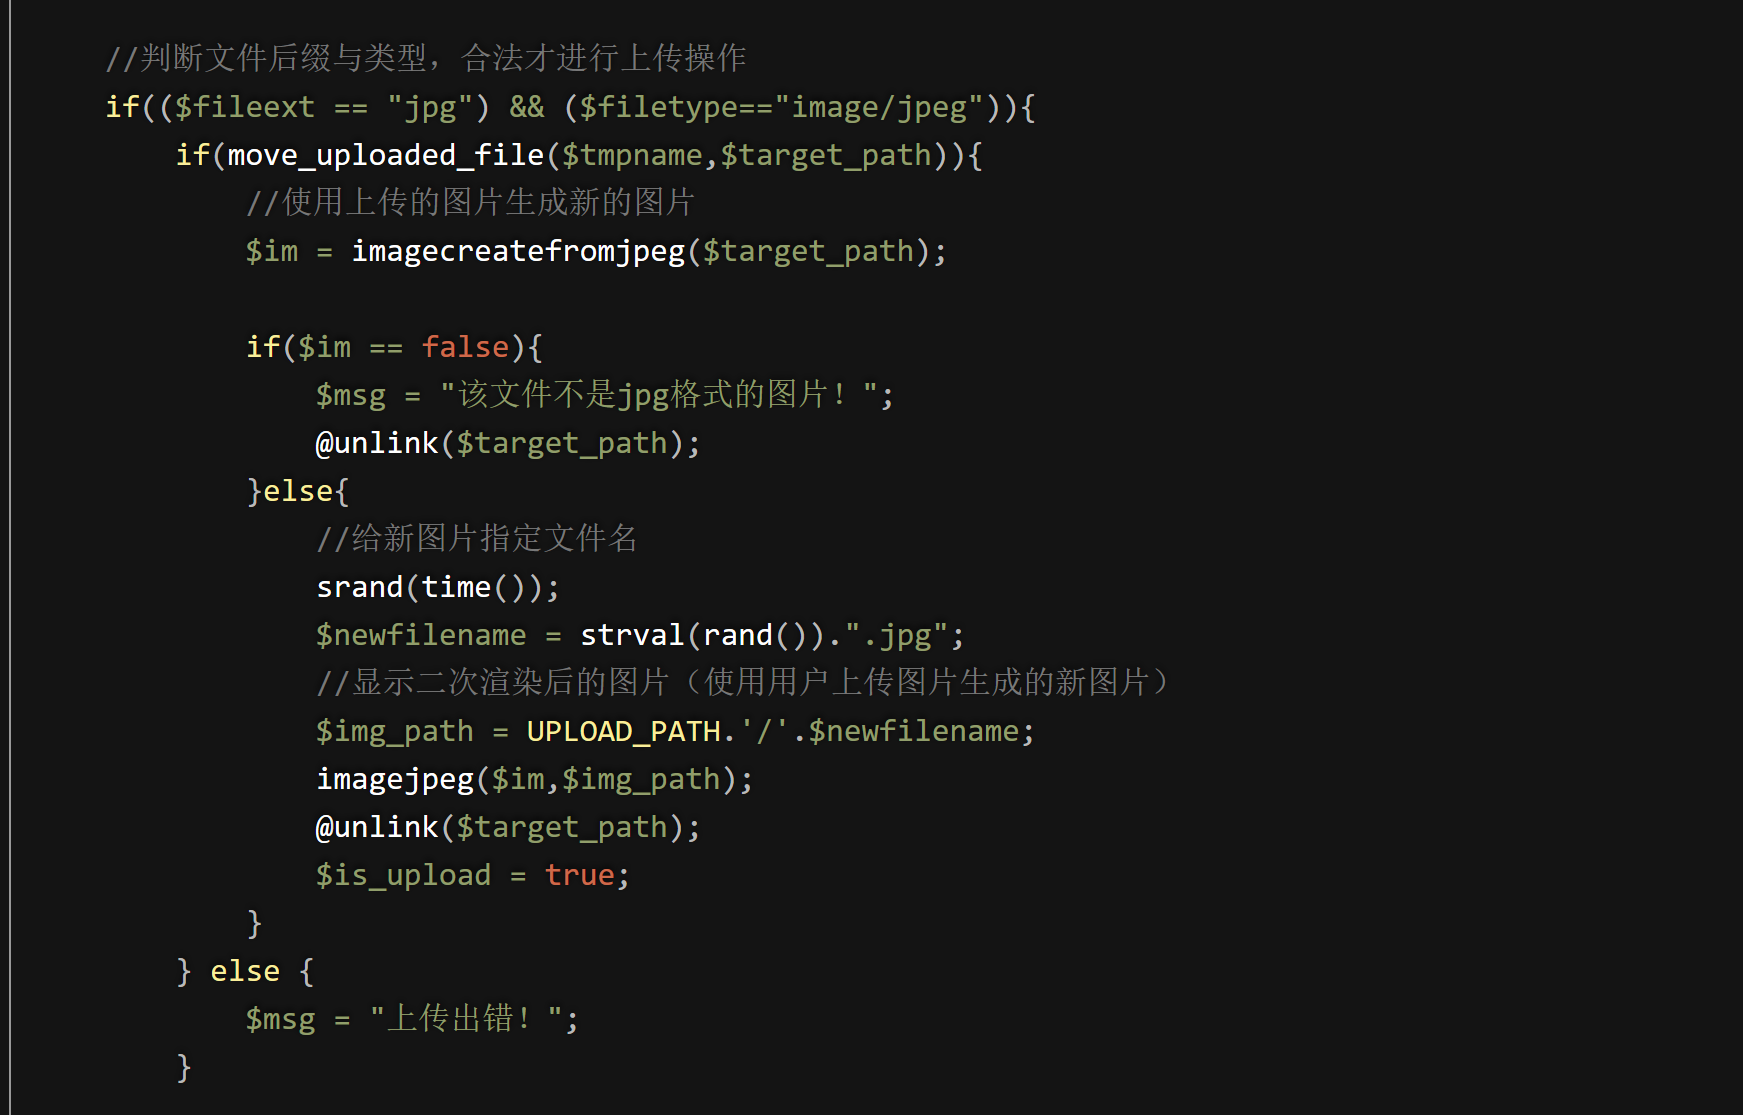 //判断文件后缀与类型，合法才进行上传操作
if(($fileext == "jpg") && ($filetype=="image/jpeg")){
if(move_uploaded_file($tmpname,$target_path)){
//使用上传的图片生成新的图片
$im = imagecreatefromjpeg($target_path);
if($im == false){
$msg = "该文件不是jpg格式的图片！";
@unlink($target_path);
}else{
//给新图片指定文件名
srand(time());
$newfilename = strval(rand()).".jpg";
//显示二次渲染后的图片（使用用户上传图片生成的新图片）
$img_path = UPLOAD_PATH.'/'.$newfilename;
imagejpeg($im,$img_path);
@unlink($target_path);
$is_upload = true;
}
} else {
$msg = "上传出错！";
}